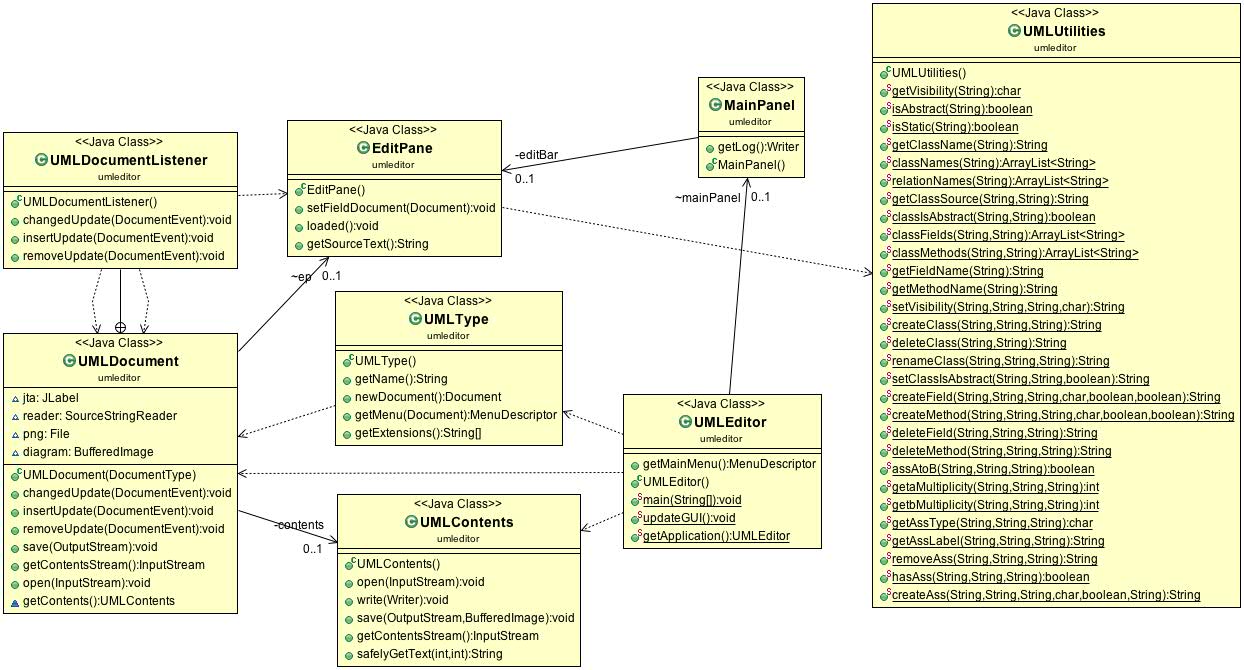 <<Java Class>>
UMLUtilities
umleditor
UMLUtilities()
getVisibility(String):char
isAbstract(String):boolean
isStatic(String):boolean
getClassName(String):String
classNames(String):ArrayList<String>
relationNames(String):ArrayList<String>
getClassSource(String,String):String
classIsAbstract(String,String):boolean
classFields(String,String):ArrayList<String>
classMethods(String,String):ArrayList<String>
getFieldName(String):String
getMethodName(String):String
setVisibility(String,String,String,char):String
createClass(String,String,String):String
deleteClass(String,String):String
renameClass(String,String,String):String
setClassIsAbstract(String,String,boolean):String
createField(String,String,String,char,boolean,boolean):String
createMethod(String,String,String,char,boolean,boolean):String
deleteField(String,String,String):String
deleteMethod(String,String,String):String
assAtoB(String,String,String):boolean
getaMultiplicity(String,String,String):int
getbMultiplicity(String,String,String):int
getAssType(String,String,String):char
getAssLabel(String,String,String):String
removeAss(String,String,String):String
hasAss(String,String,String):boolean
createAss(String,String,String,char,boolean,String):String
<<Java Class>>
MainPanel
umleditor
getLog():Writer
MainPanel()
-editBar
0..1
~mainPanel
0..1
<<Java Class>>
EditPane
umleditor
EditPane()
setFieldDocument(Document):void
loaded():void
getSourceText():String
<<Java Class>>
UMLDocumentListener
umleditor
UMLDocumentListener()
changedUpdate(DocumentEvent):void
insertUpdate(DocumentEvent):void
removeUpdate(DocumentEvent):void
~ep
0..1
<<Java Class>>
UMLType
umleditor
UMLType()
getName():String
newDocument():Document
getMenu(Document):MenuDescriptor
getExtensions():String[]
<<Java Class>>
UMLDocument
umleditor
jta: JLabel
reader: SourceStringReader
png: File
diagram: BufferedImage
UMLDocument(DocumentType)
changedUpdate(DocumentEvent):void
insertUpdate(DocumentEvent):void
removeUpdate(DocumentEvent):void
save(OutputStream):void
getContentsStream():InputStream
open(InputStream):void
getContents():UMLContents
<<Java Class>>
UMLEditor
umleditor
getMainMenu():MenuDescriptor
UMLEditor()
main(String[]):void
updateGUI():void
getApplication():UMLEditor
-contents
0..1
<<Java Class>>
UMLContents
umleditor
UMLContents()
open(InputStream):void
write(Writer):void
save(OutputStream,BufferedImage):void
getContentsStream():InputStream
safelyGetText(int,int):String